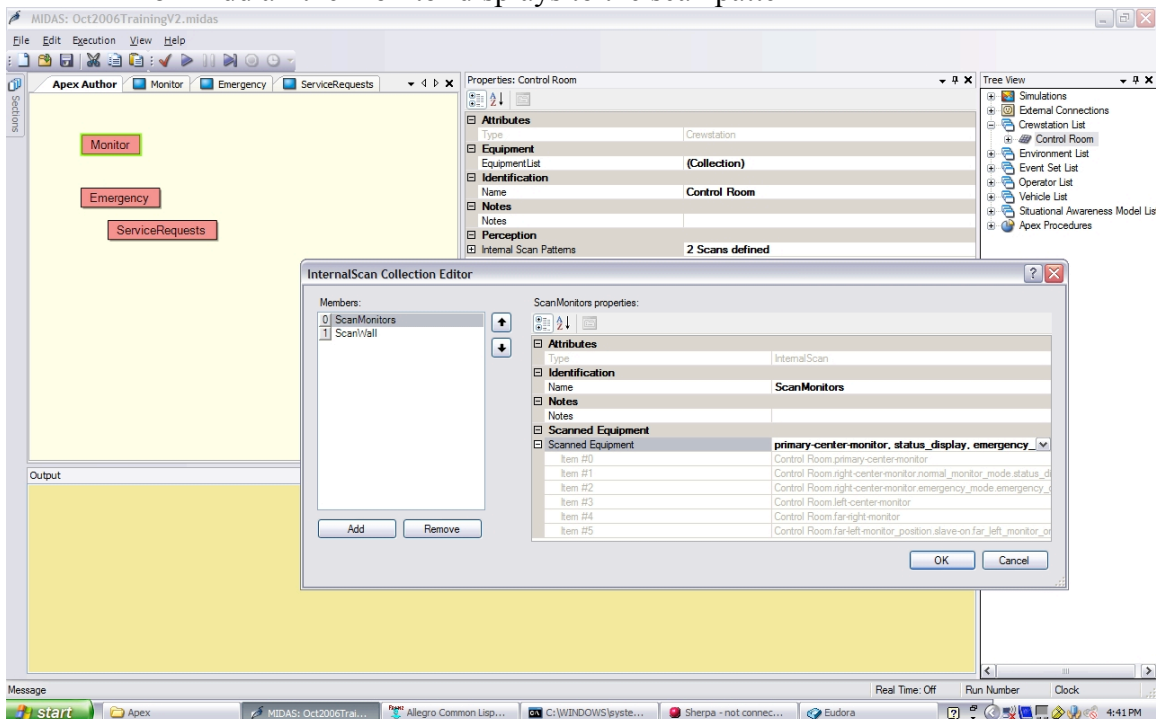 MIDAS: Oct2006TrainingV2.midas
File Edit Execution View Help
Apex Author Monitor Emergency ServiceRequests
Sections
Monitor
Emergency
ServiceRequests
Output
Properties: Control Room
Attributes
Type Crewstation
Equipment
EquipmentList (Collection)
Identification
Name Control Room
Notes
Notes
Perception
Internal Scan Patterns 2 Scans defined
Tree View
Simulations
External Connections
Crewstation List
Control Room
Environment List
Event Set List
Operator List
Vehicle List
Situational Awareness Model Lis
Apex Procedures
InternalScan Collection Editor
Members:
0 ScanMonitors
1 ScanWall
Add Remove
ScanMonitors properties:
Attributes
Type InternalScan
Identification
Name ScanMonitors
Notes
Notes
Scanned Equipment
Scanned Equipment primary-center-monitor, status_display, emergency_
Item #0 Control Room.primary-center-monitor
Item #1 Control Room.right-center-monitor.normal_monitor_mode.status_di
Item #2 Control Room.right-center-monitor.emergency_mode.emergency_
Item #3 Control Room.left-center-monitor
Item #4 Control Room.far-right-monitor
Item #5 Control Room.far-left-monitor_position.slave-on.far_left_monitor_or
OK Cancel
Message Real Time: Off Run Number Clock
start Apex MIDAS: Oct2006Trai... Allegro Common Lisp... C:\WINDOWS\syste... Sherpa - not connec... Eudora 4:41 PM